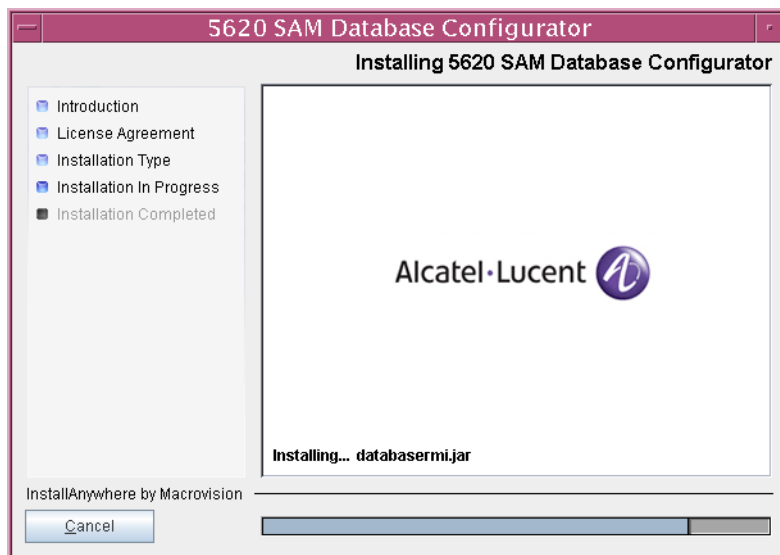 5620 SAM Database Configurator
Installing 5620 SAM Database Configurator
Introduction
License Agreement
Installation Type
Installation In Progress
Installation Completed
Alcatel·Lucent
Installing... databasermi.jar
InstallAnywhere by Macrovision
Cancel